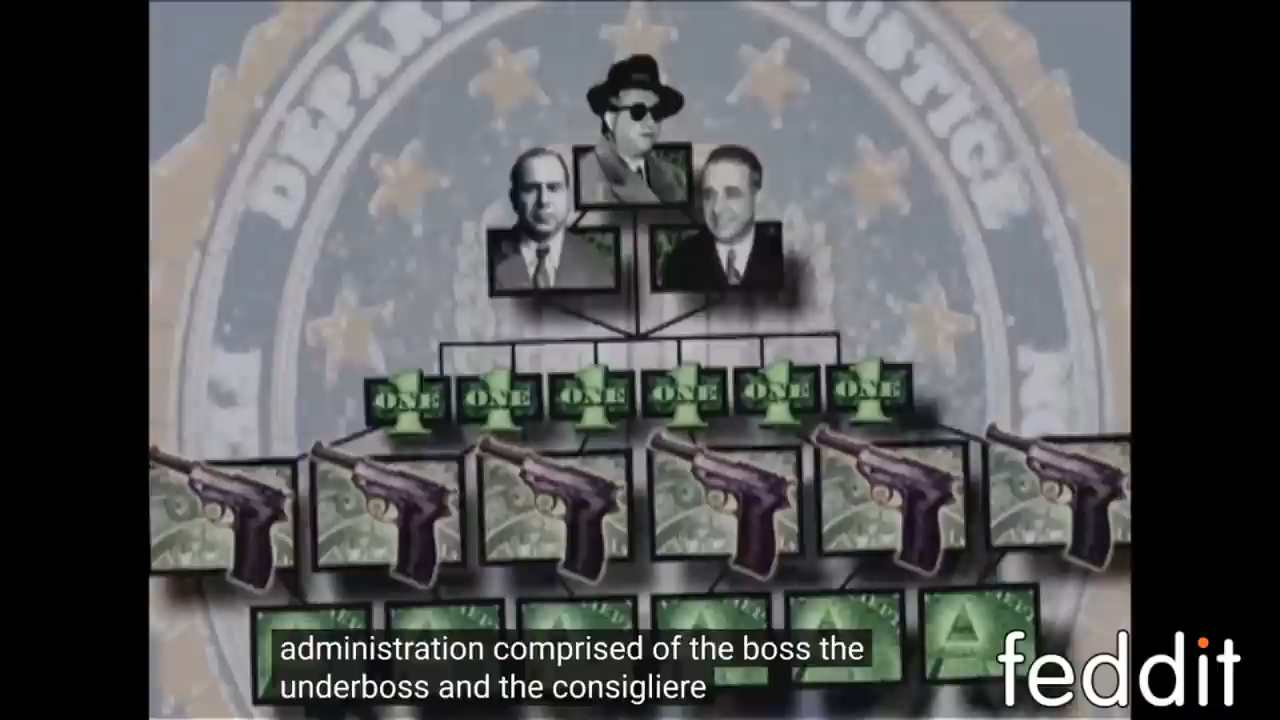 DEPAR
JUSTICE
ONE ONE ONE ONE ONE ONE
administration comprised of the boss the
underboss and the consigliere
feddit